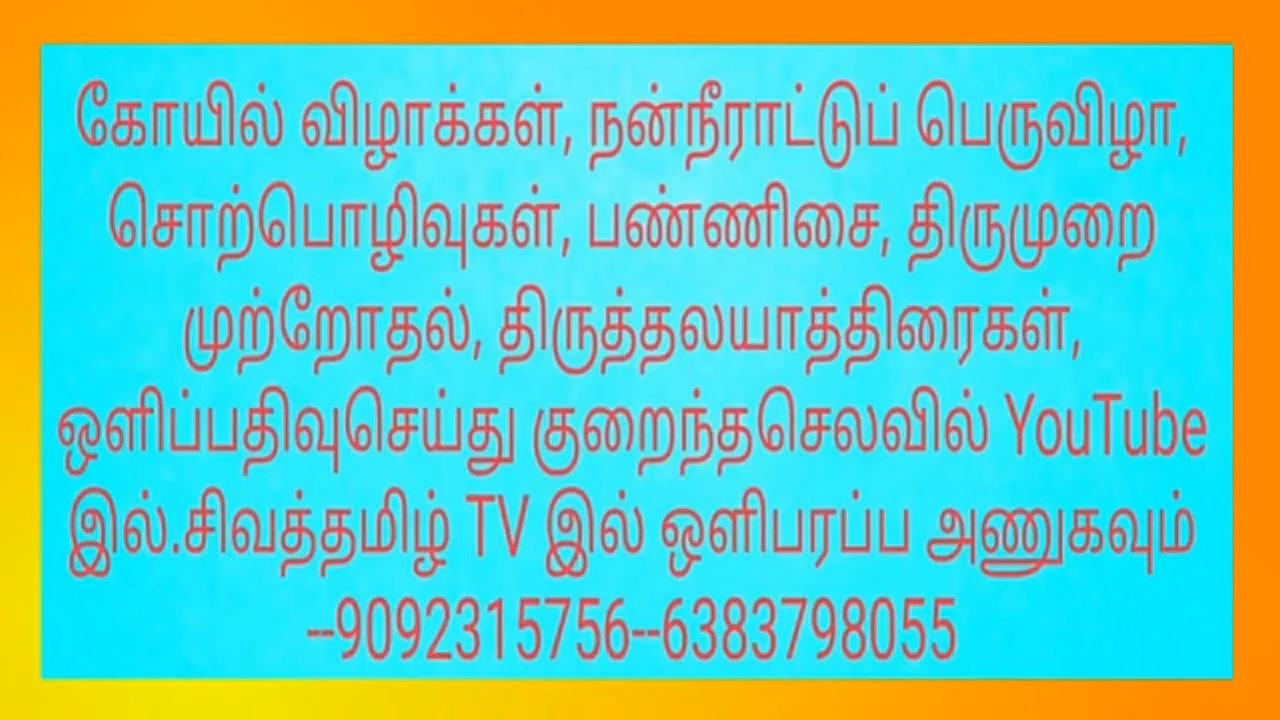 கோயில் விழாக்கள், நன்நீராட்டுப் பெருவிழா,
சொற்பொழிவுகள், பண்ணிசை, திருமுறை
முற்றோதல், திருத்தலயாத்திரைகள்,
ஒளிப்பதிவுசெய்து குறைந்தசெலவில் YouTube
இல்.சிவத்தமிழ் TV இல் ஒளிபரப்ப அணுகவும்
--9092315756--6383798055